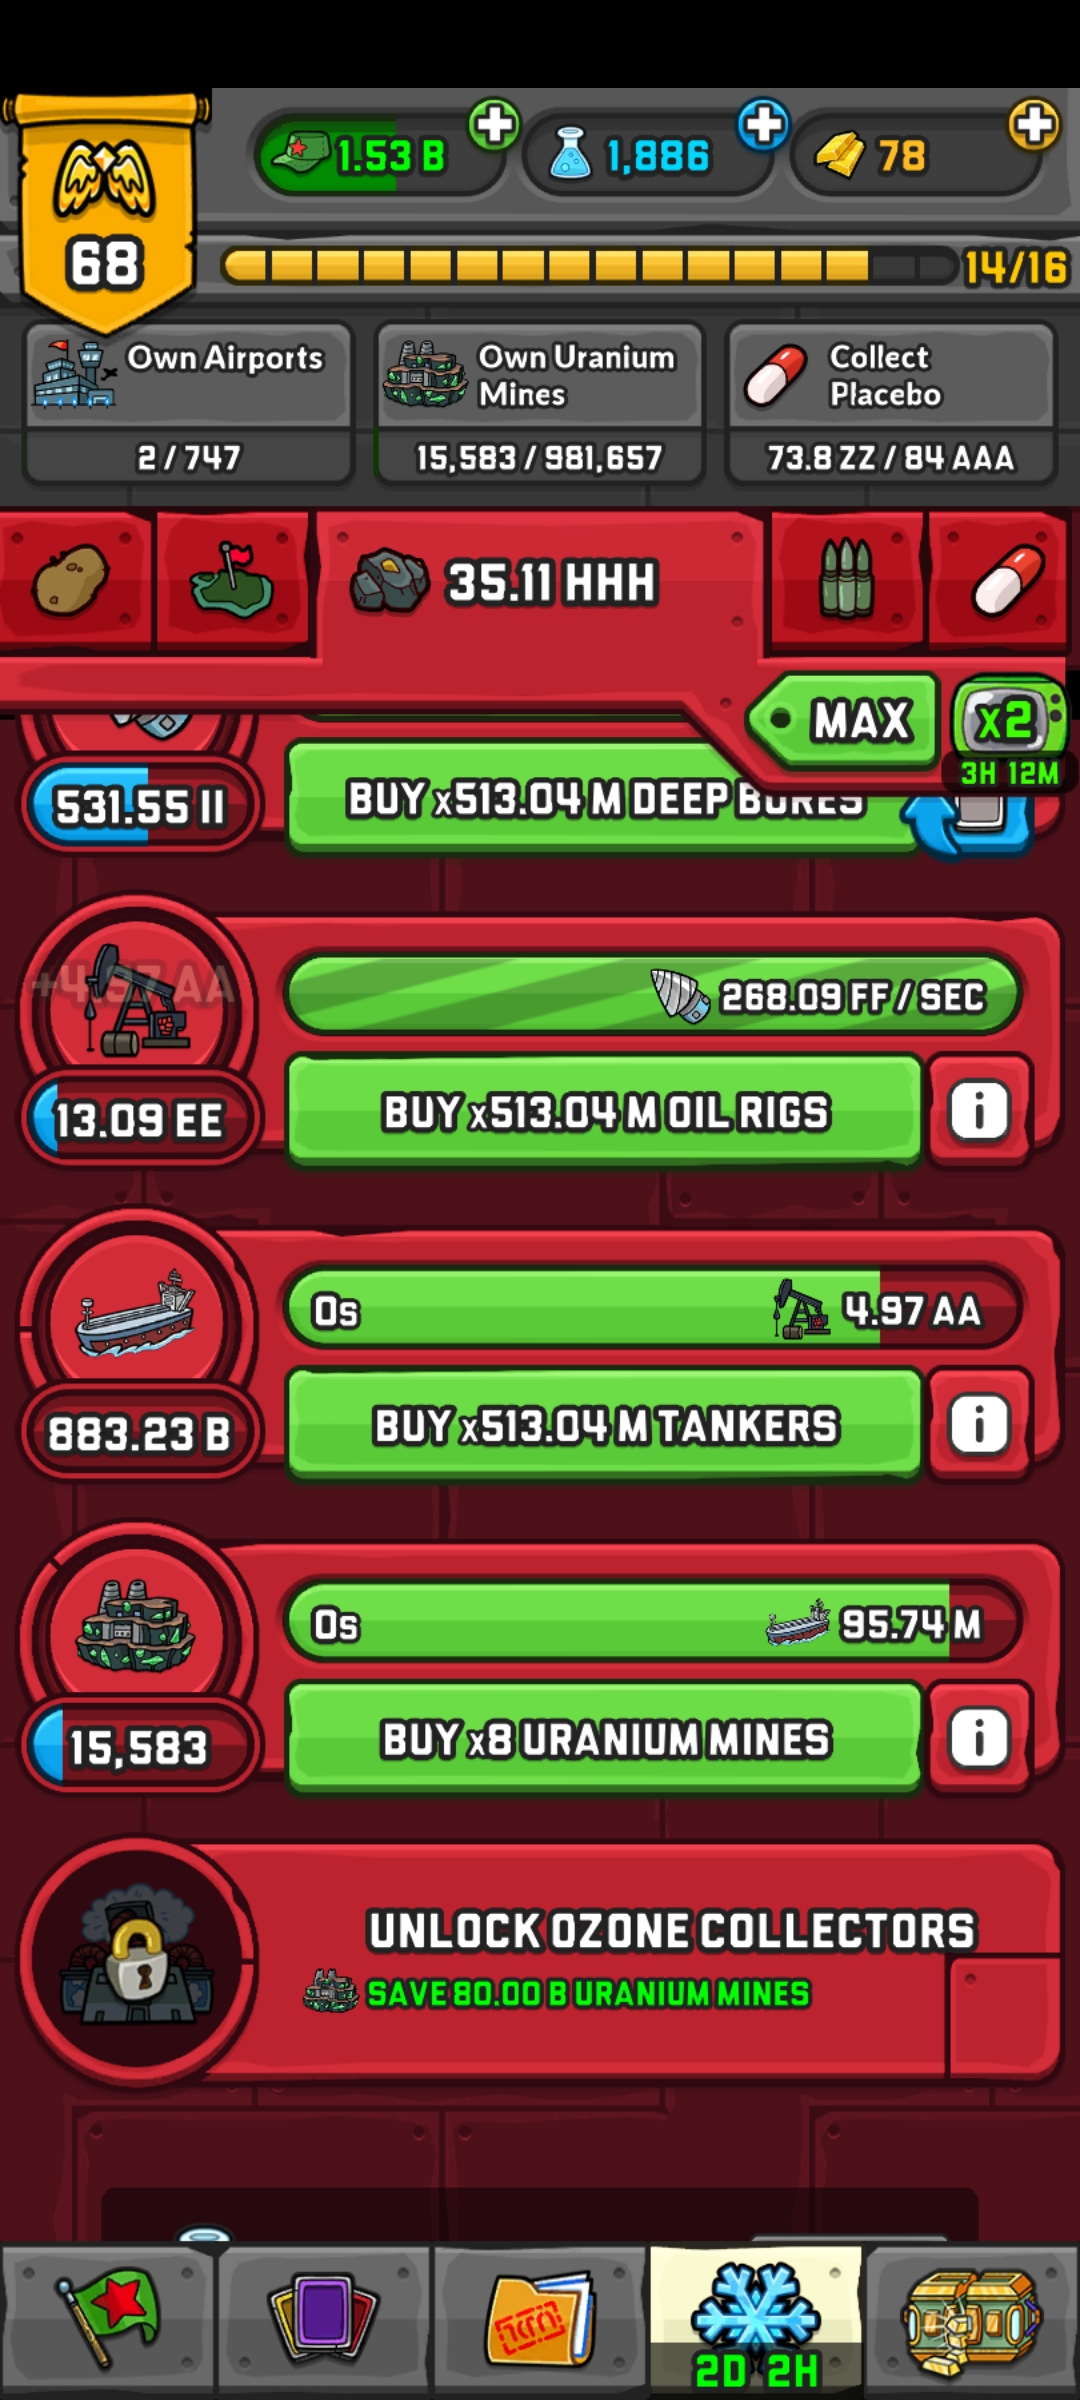 1.53 B
1,886
78
68
14/16
Own Airports
2 / 747
Own Uranium
Mines
15,583 / 981,657
Collect
Placebo
73.8 ZZ / 84 AAA
35.11 HHH
MAX
x2
3H 12M
531.55 II
BUY x513.04 M DEEP BORES
+4.97 AA
268.09 FF / SEC
13.09 EE
BUY x513.04 M OIL RIGS
i
0s
4.97 AA
883.23 B
BUY x513.04 M TANKERS
i
0s
95.74 M
15,583
BUY x8 URANIUM MINES
i
UNLOCK OZONE COLLECTORS
SAVE 80.00 B URANIUM MINES
2D 2H